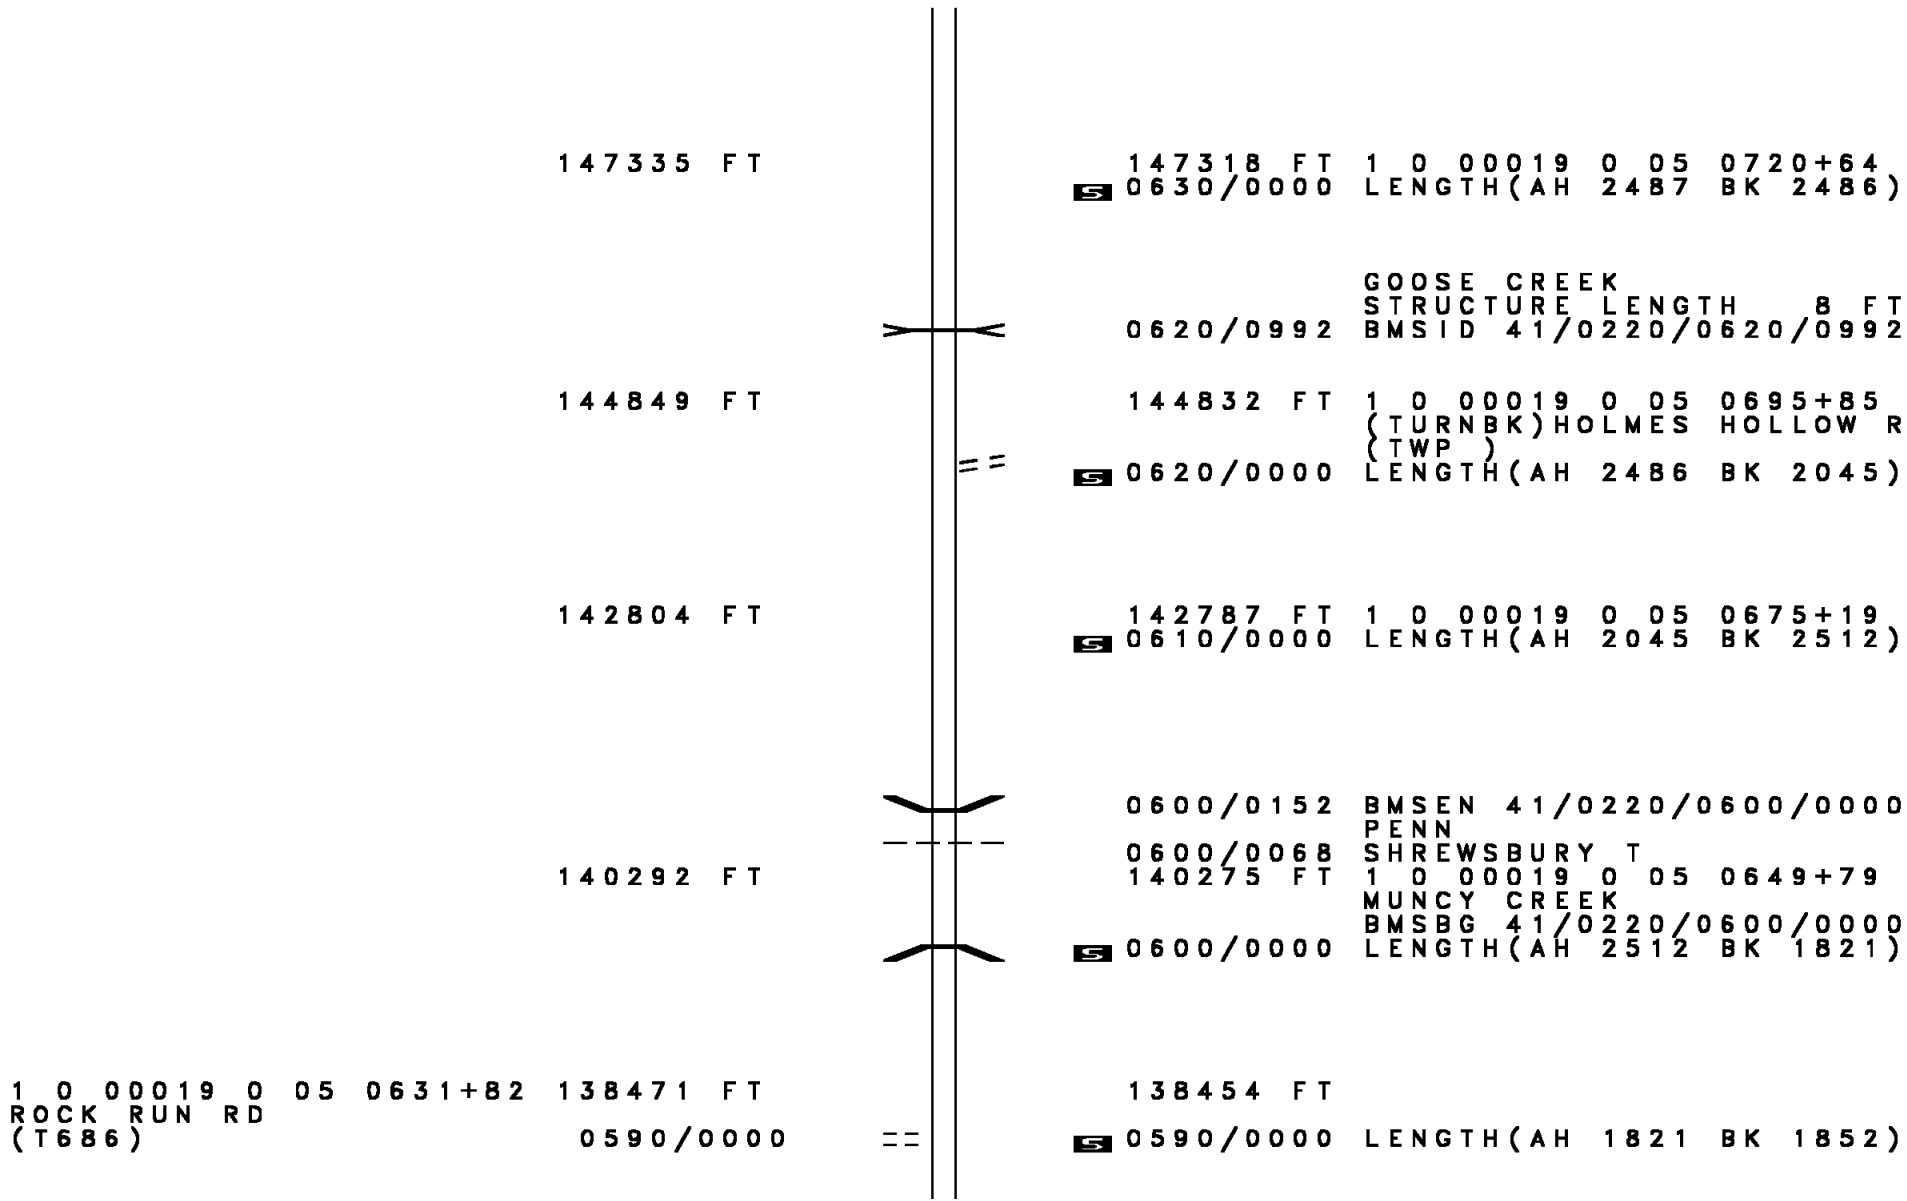 147335 FT 147318 FT 1 0 00019 0 05 0720+64
S 0630/0000 LENGTH(AH 2487 BK 2486)
GOOSE CREEK
STRUCTURE LENGTH 8 FT
0620/0992 BMSID 41/0220/0620/0992
144849 FT 144832 FT 1 0 00019 0 05 0695+85
(TURNBK)HOLMES HOLLOW R
(TWP )
S 0620/0000 LENGTH(AH 2486 BK 2045)
142804 FT 142787 FT 1 0 00019 0 05 0675+19
S 0610/0000 LENGTH(AH 2045 BK 2512)
0600/0152 BMSEN 41/0220/0600/0000
PENN
0600/0068 SHREWSBURY T
140292 FT 140275 FT 1 0 00019 0 05 0649+79
MUNCY CREEK
BMSBG 41/0220/0600/0000
S 0600/0000 LENGTH(AH 2512 BK 1821)
1 0 00019 0 05 0631+82 138471 FT 138454 FT
ROCK RUN RD
(T686) 0590/0000 S 0590/0000 LENGTH(AH 1821 BK 1852)